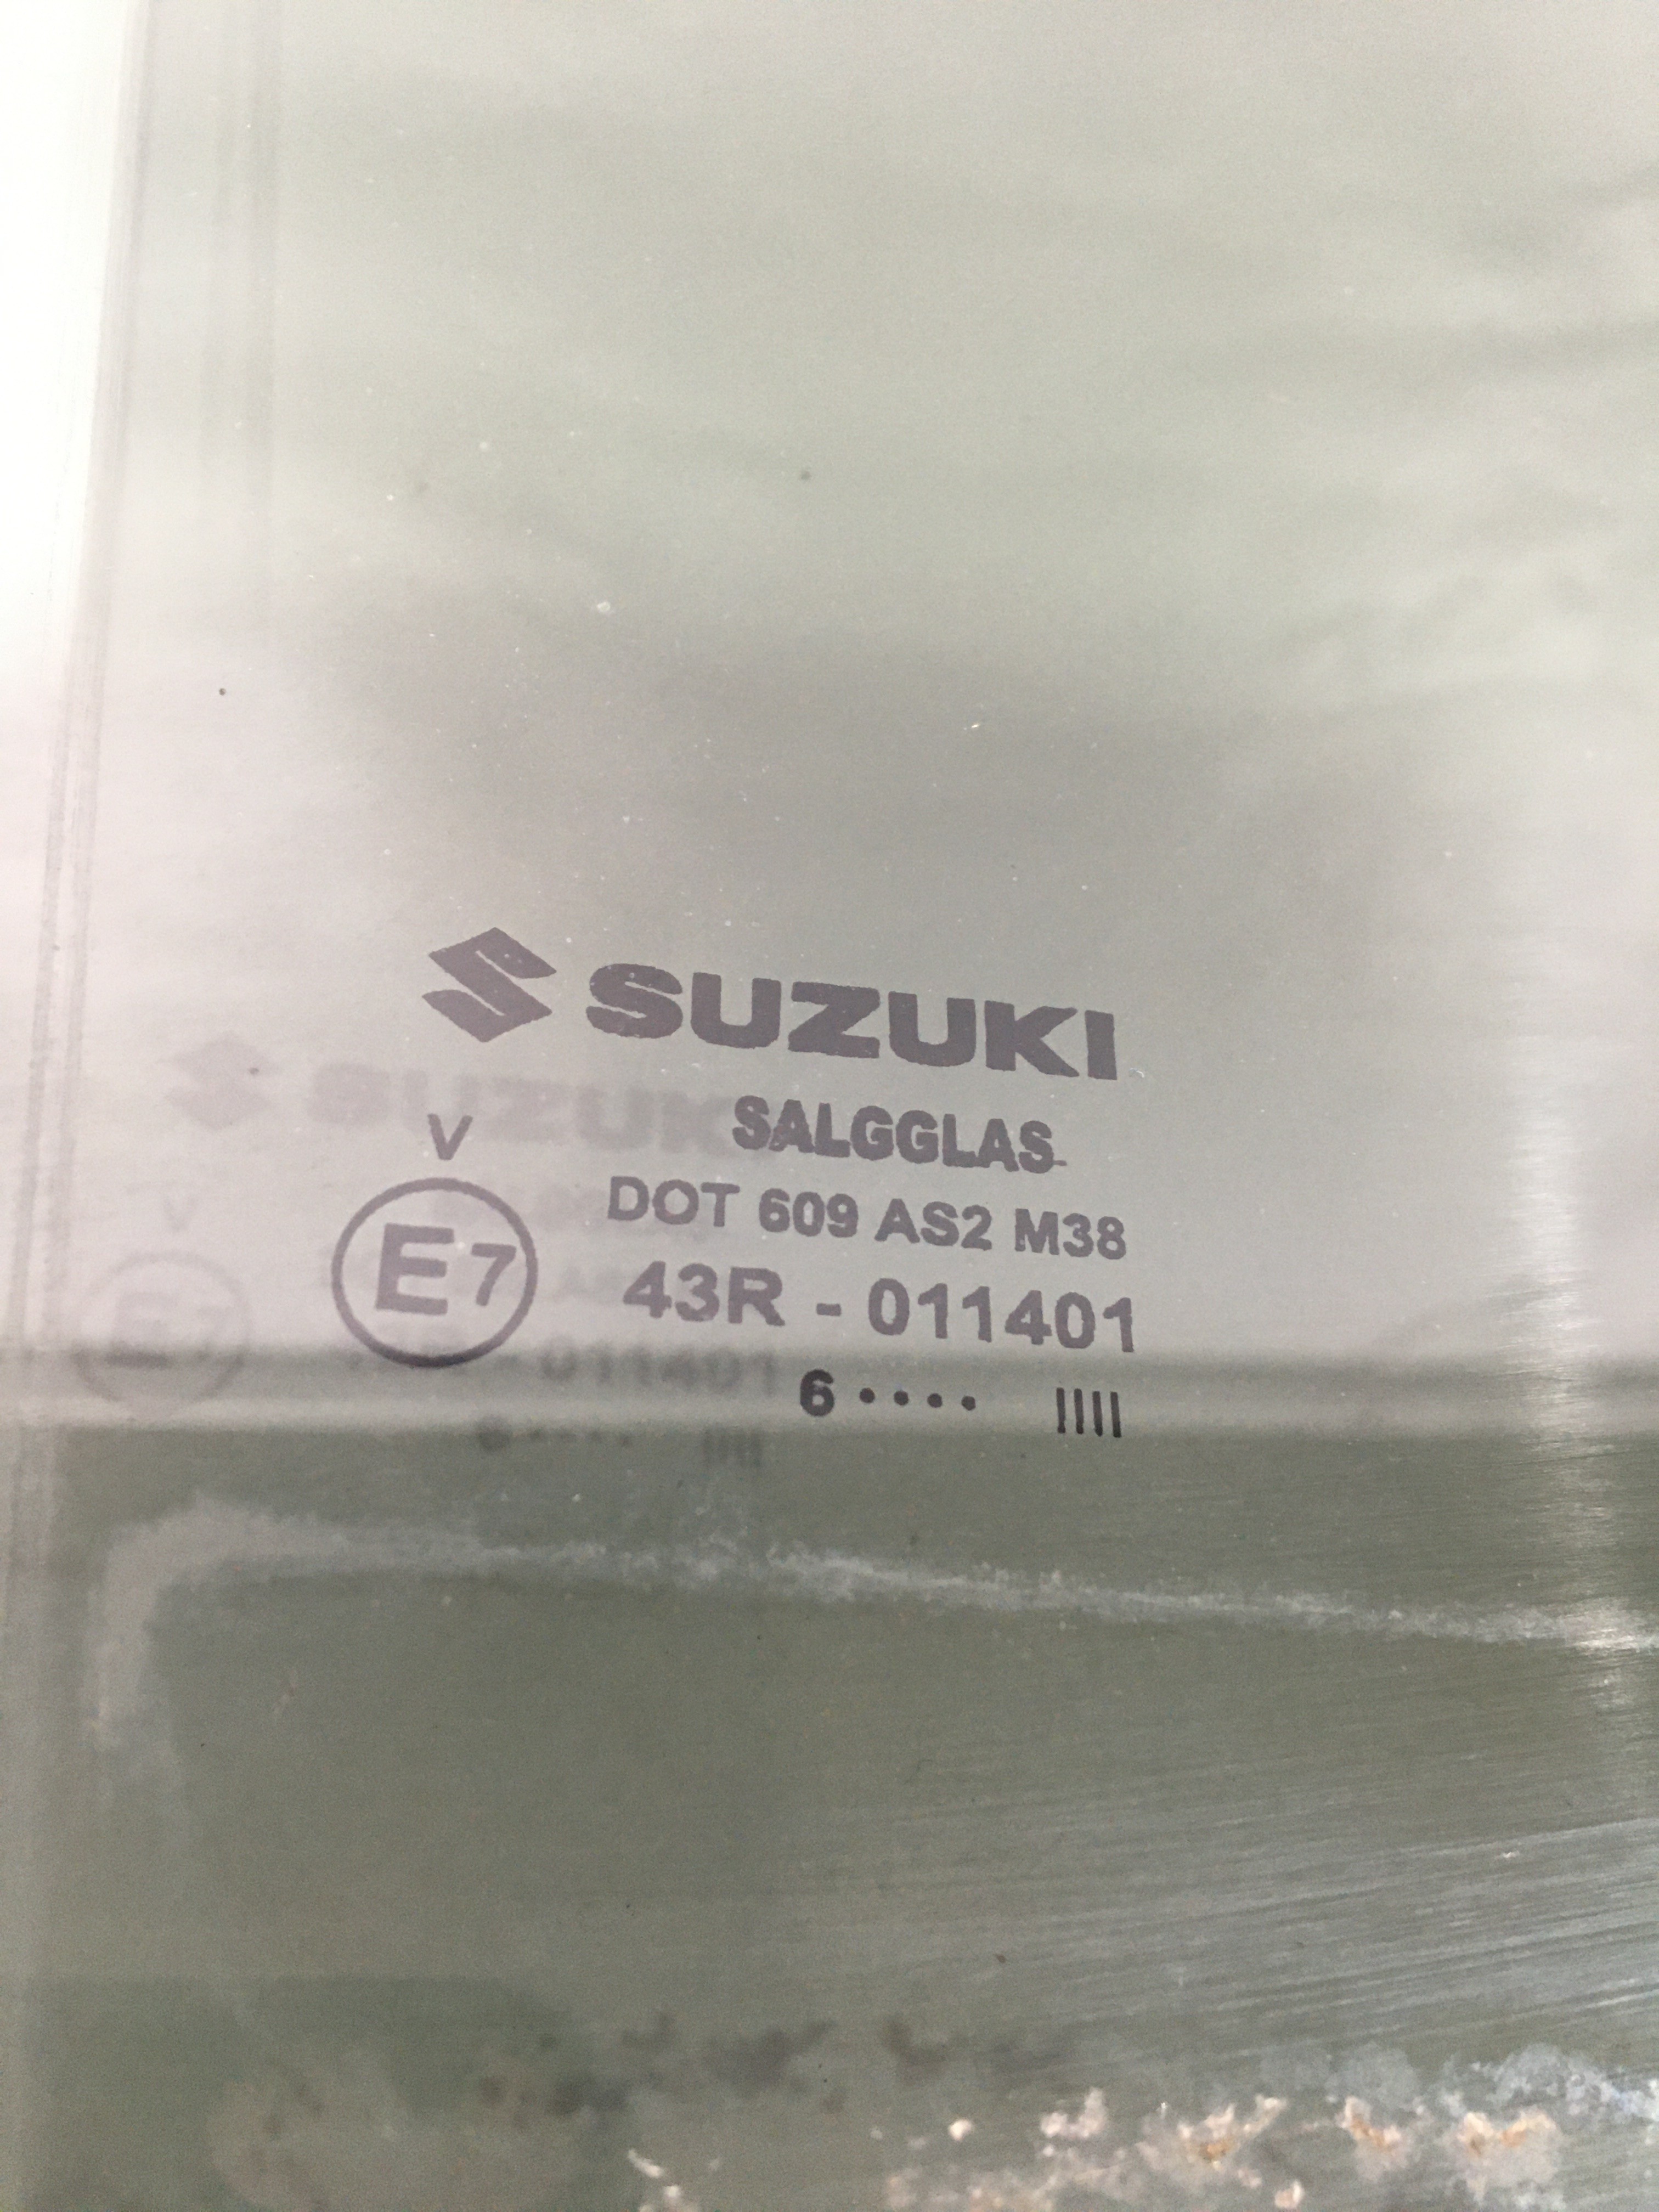 SUZUKI
SALGGLAS
V
DOT 609 AS2 M38
E7
43R - 011401
6 •••• ||||